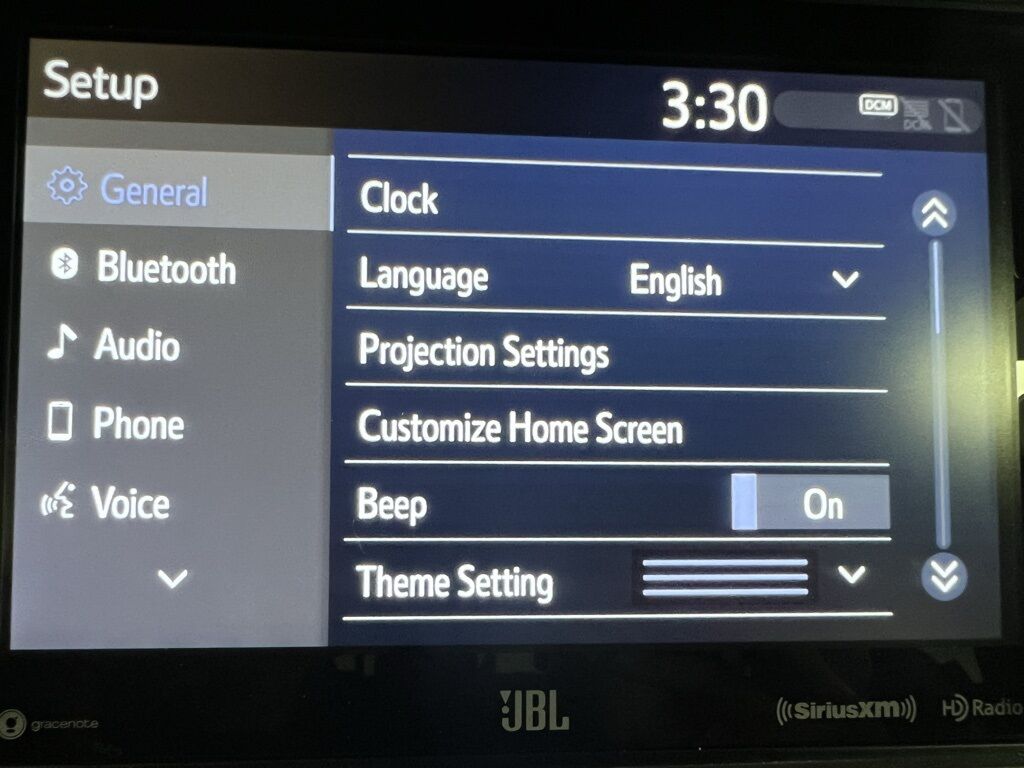 Setup
3:30
DCM
General
Bluetooth
Audio
Phone
Voice
Clock
Language English
Projection Settings
Customize Home Screen
Beep On
Theme Setting
gracenote
JBL
SiriusXM
HD Radio